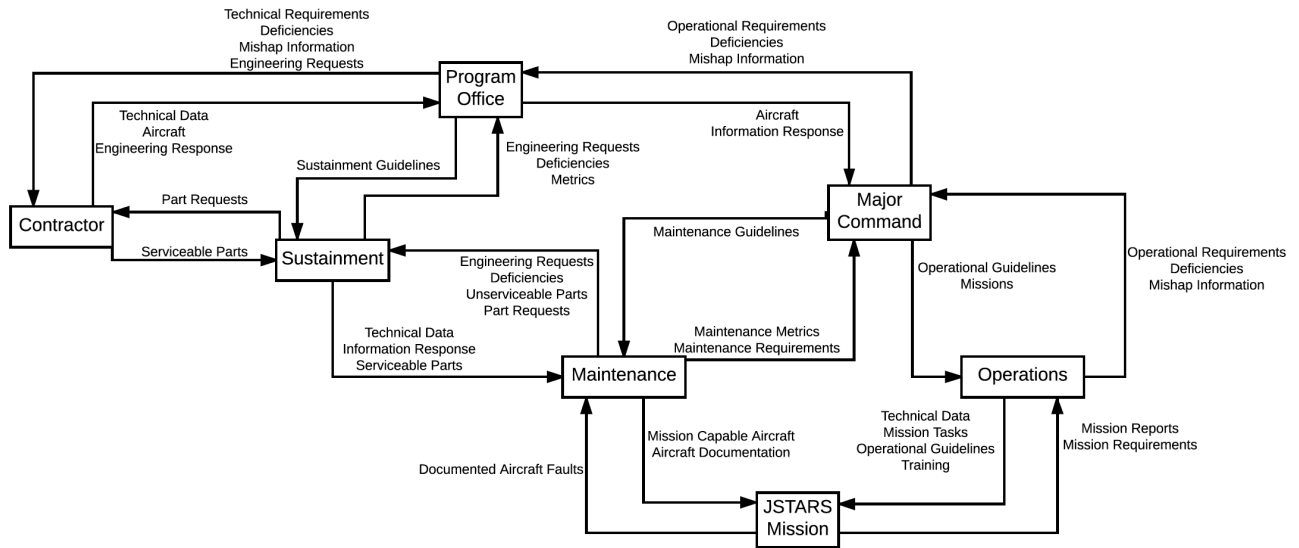 Technical Requirements
Deficiencies
Mishap Information
Engineering Requests
Operational Requirements
Deficiencies
Mishap Information
Program
Office
Technical Data
Aircraft
Engineering Response
Aircraft
Information Response
Engineering Requests
Deficiencies
Metrics
Sustainment Guidelines
Part Requests
Major
Command
Contractor
Maintenance Guidelines
Serviceable Parts
Sustainment
Engineering Requests
Deficiencies
Unserviceable Parts
Part Requests
Operational Guidelines
Missions
Operational Requirements
Deficiencies
Mishap Information
Technical Data
Information Response
Serviceable Parts
Maintenance Metrics
Maintenance Requirements
Maintenance
Operations
Mission Capable Aircraft
Aircraft Documentation
Technical Data
Mission Tasks
Operational Guidelines
Training
Mission Reports
Mission Requirements
Documented Aircraft Faults
JSTARS
Mission